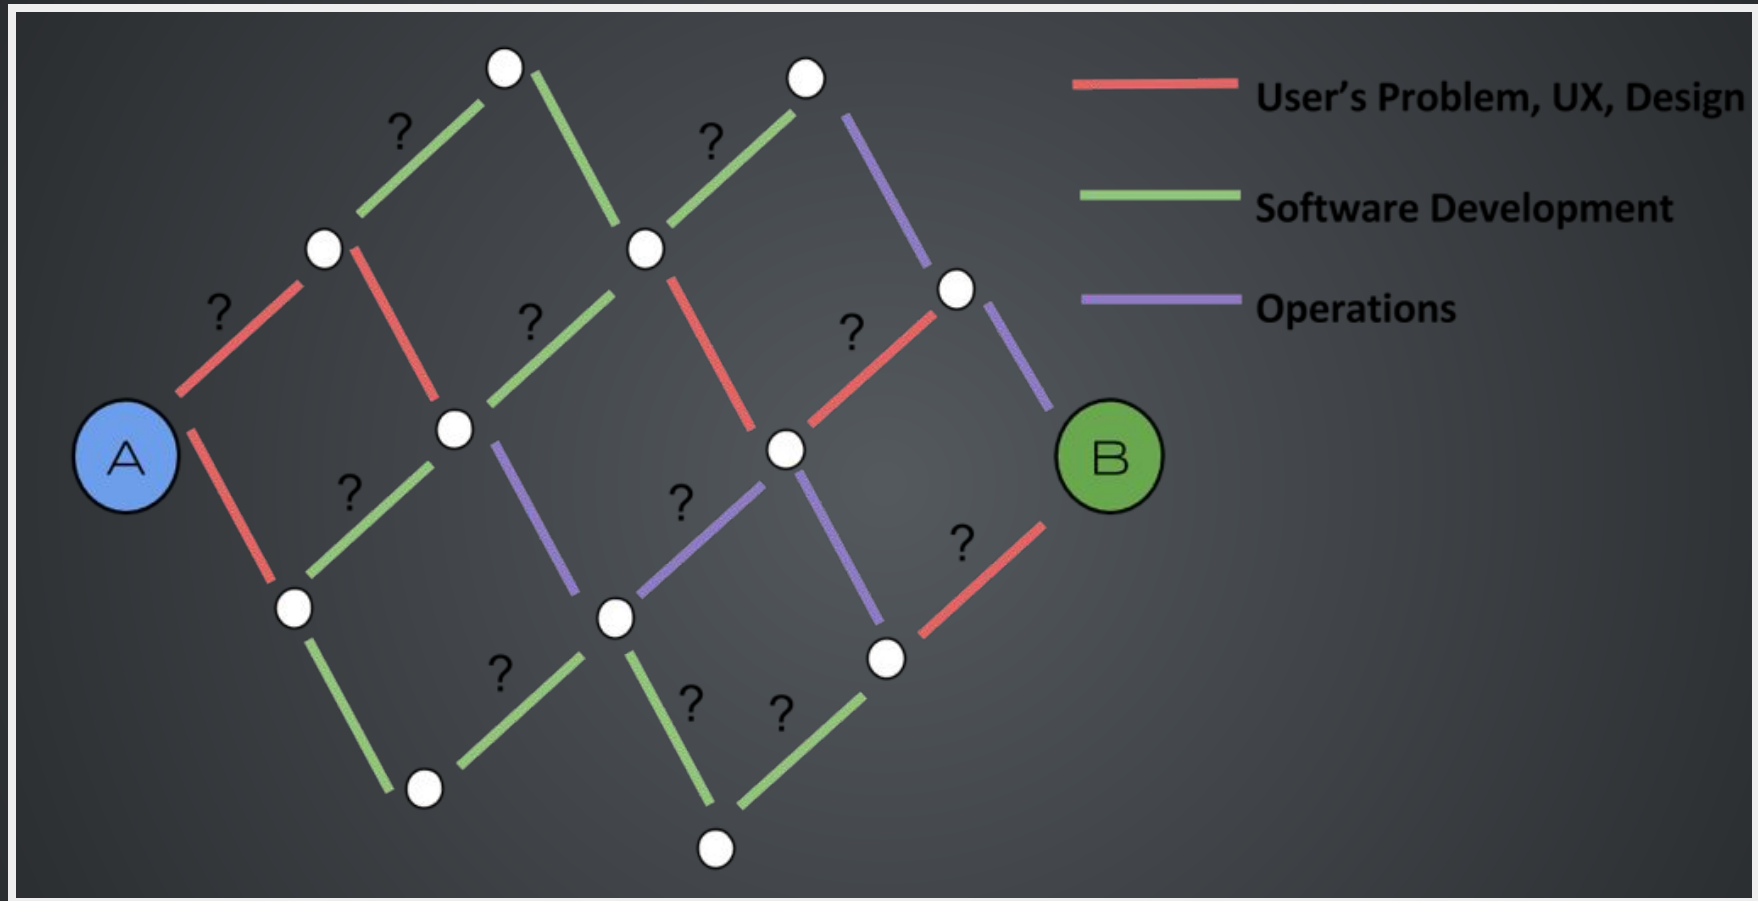 User’s Problem, UX, Design
?
?
Software Development
?
Operations
?
?
A
B
?
?
?
?
?
?